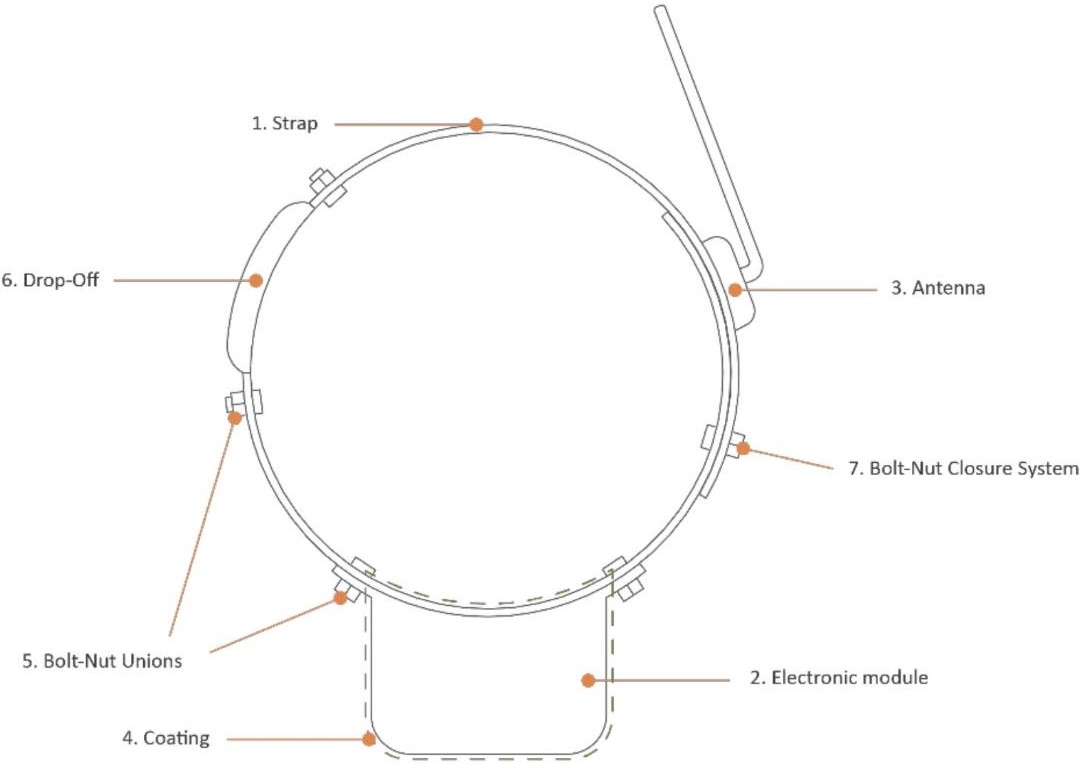 1. Strap
6. Drop-Off
3. Antenna
7. Bolt-Nut Closure System
5. Bolt-Nut Unions
2. Electronic module
4. Coating